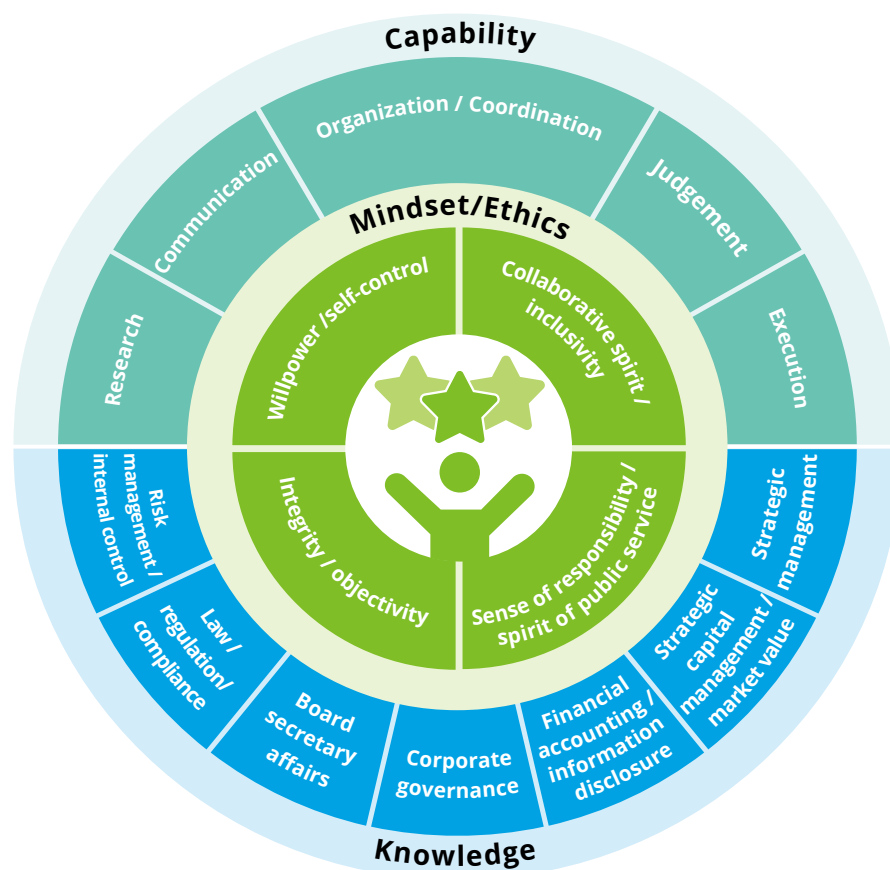 Capability
Research
Communication
Organization / Coordination
Judgement
Execution
Mindset/Ethics
Willpower /self-control
Collaborative spirit /
inclusivity
Integrity / objectivity
Sense of responsibility /
spirit of public service
Risk
management /
internal control
Law /
regulation/
compliance
Board
secretary
affairs
Corporate
governance
Financial
accounting /
information
disclosure
Strategic
capital
management /
market value
Strategic
management
Knowledge